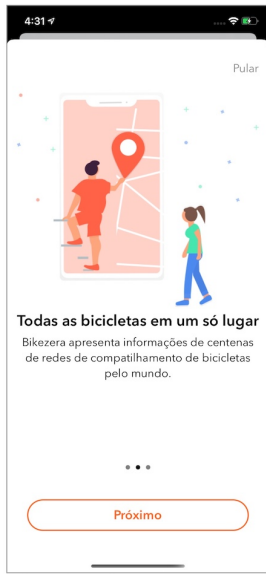 4:31
Pular
Todas as bicicletas em um só lugar
Bikezera apresenta informações de centenas
de redes de compatilhamento de bicicletas
pelo mundo.
Próximo